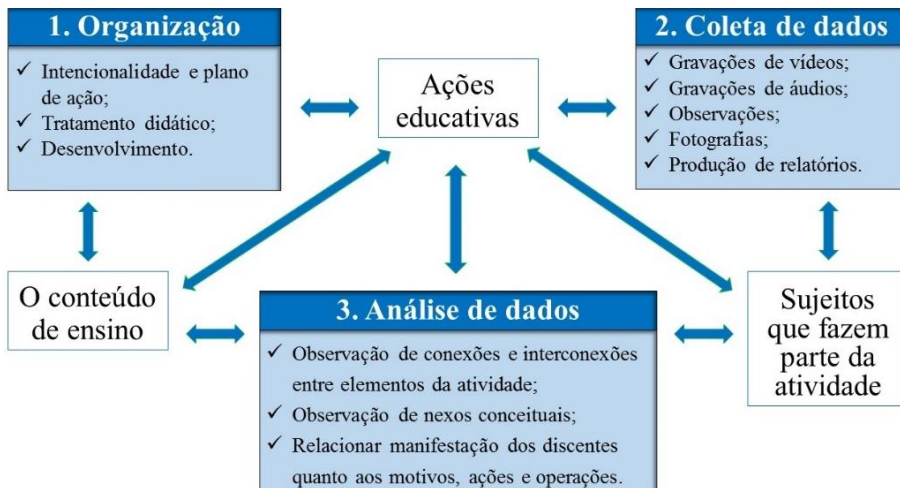 1. Organização
✓ Intencionalidade e plano
de ação;
✓ Tratamento didático;
✓ Desenvolvimento.
Ações
educativas
2. Coleta de dados
✓ Gravações de vídeos;
✓ Gravações de áudios;
✓ Observações;
✓ Fotografias;
✓ Produção de relatórios.
O conteúdo
de ensino
3. Análise de dados
✓ Observação de conexões e interconexões
entre elementos da atividade;
✓ Observação de nexos conceituais;
✓ Relacionar manifestação dos discentes
quanto aos motivos, ações e operações.
Sujeitos
que fazem
parte da
atividade